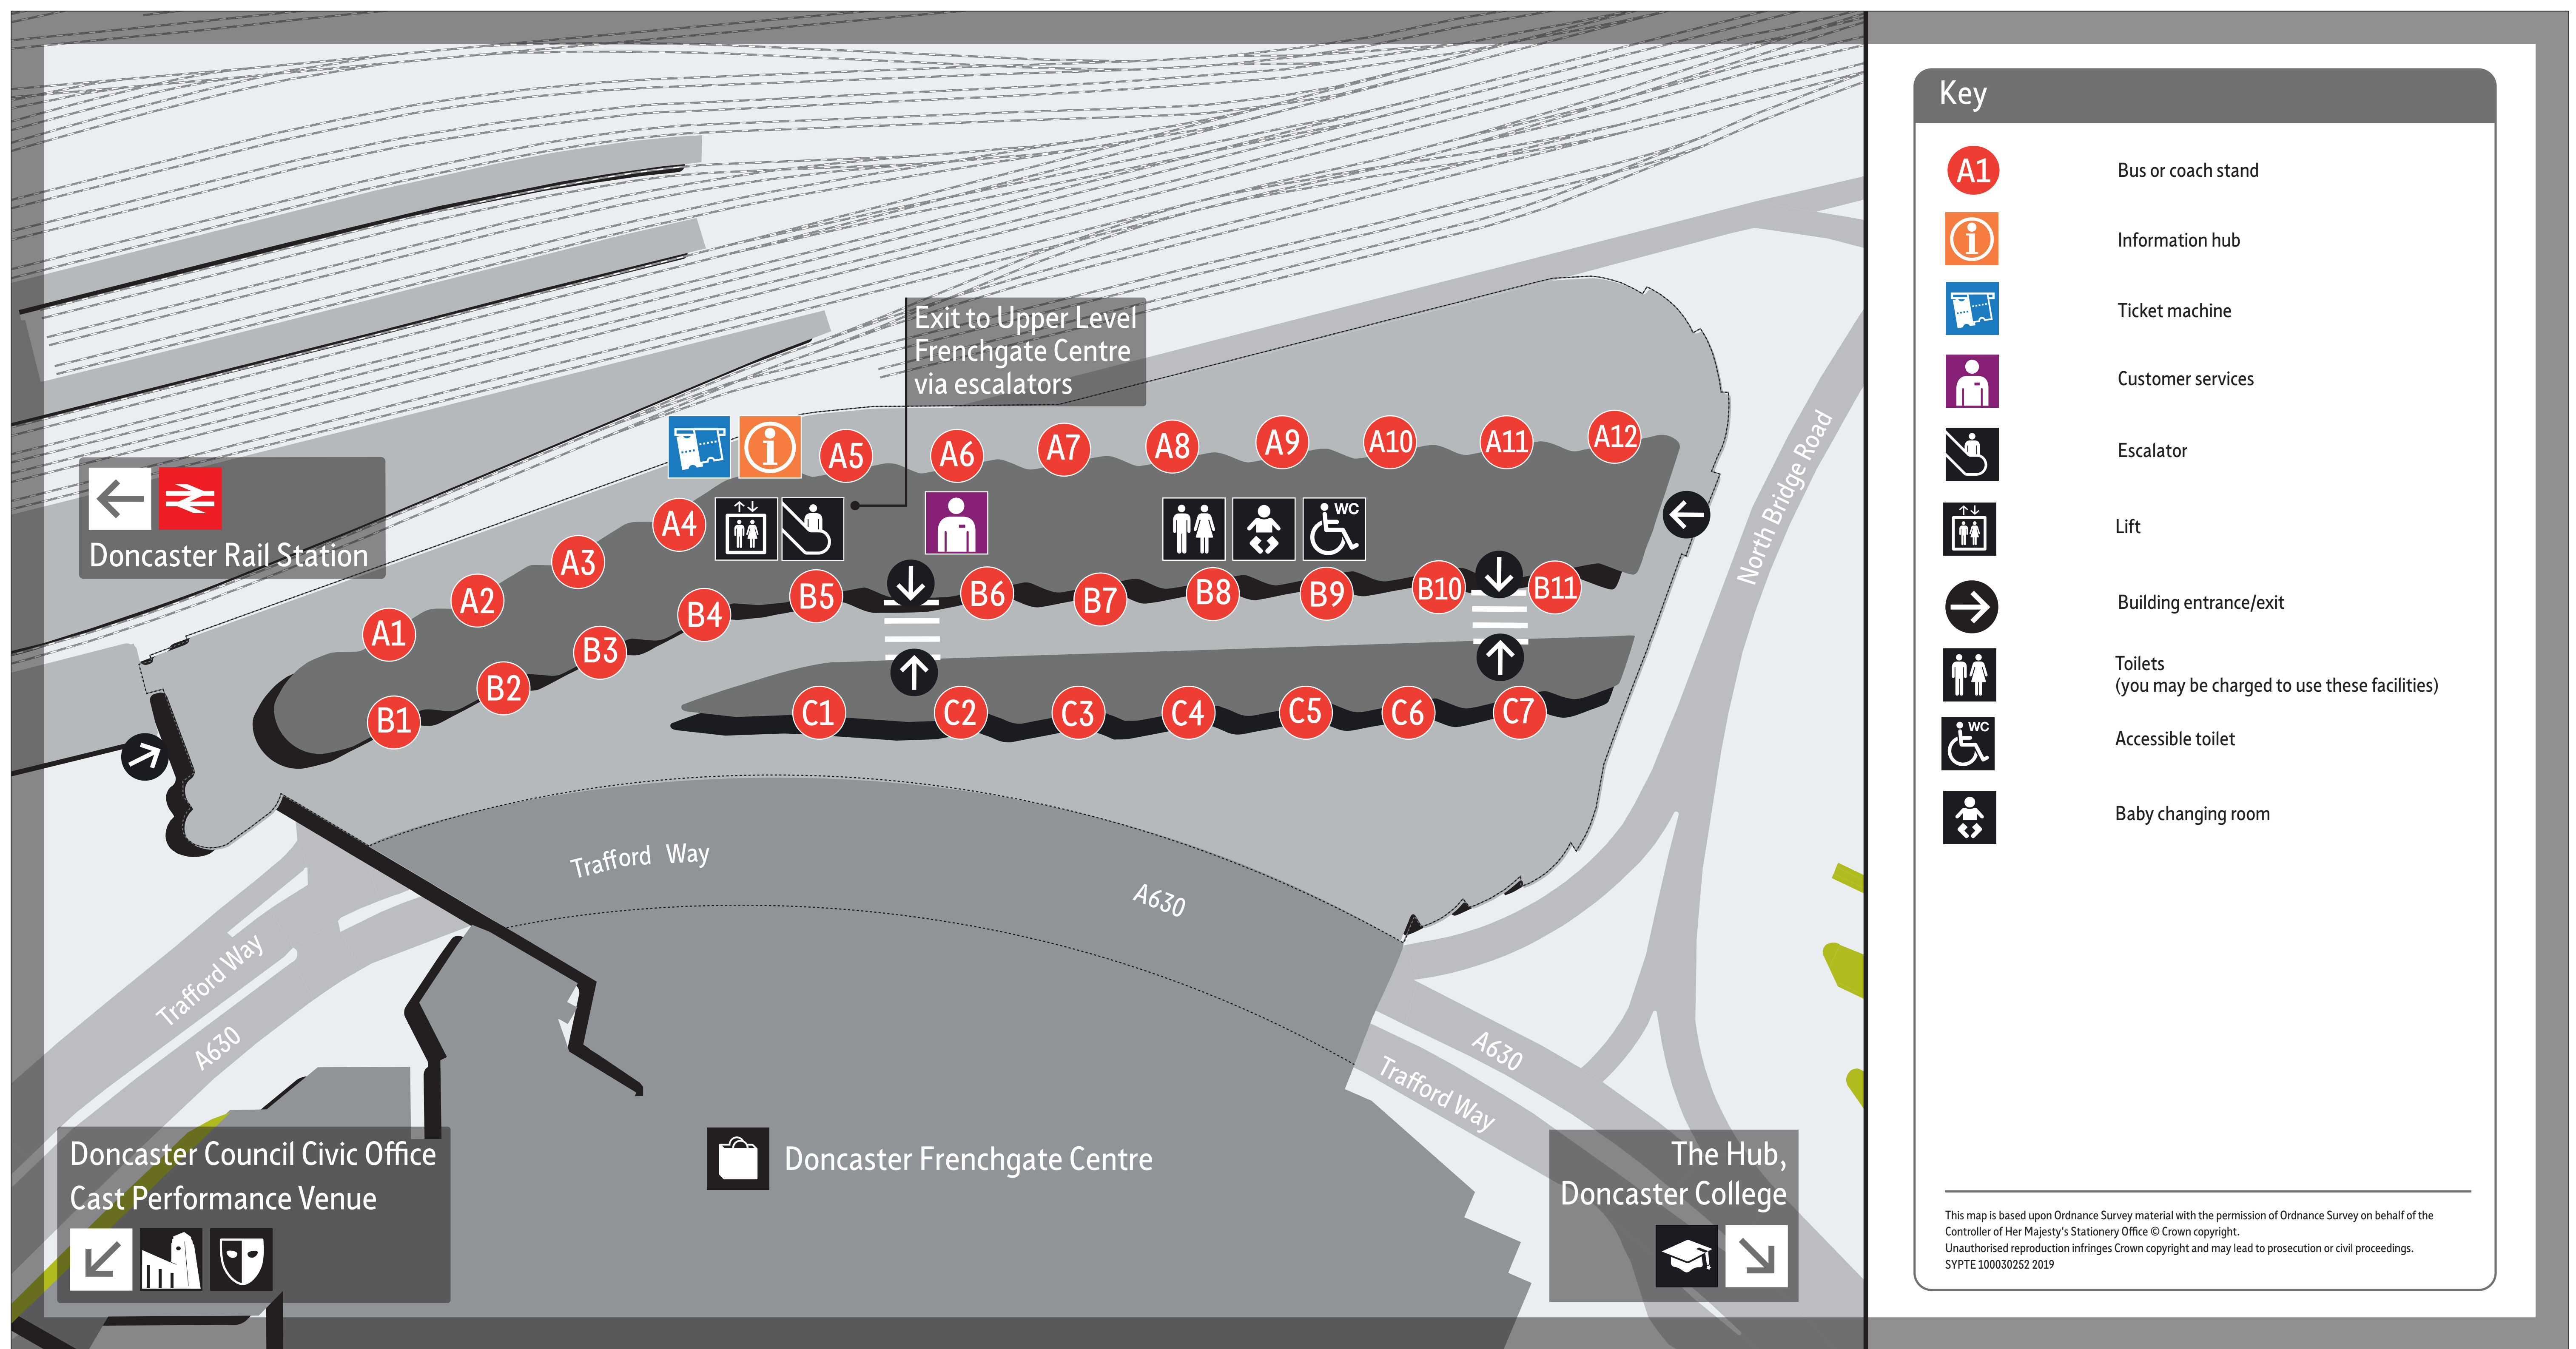 Exit to Upper Level
Frenchgate Centre
via escalators
A1
A2
A3
A4
A5
A6
A7
A8
A9
A10
A11
A12
WC
B1
B2
B3
B4
B5
B6
B7
B8
B9
B10
B11
C1
C2
C3
C4
C5
C6
C7
Doncaster Rail Station
North Bridge Road
Trafford Way
A630
Trafford Way
A630
A630
Trafford Way
Doncaster Council Civic Office
Cast Performance Venue
Doncaster Frenchgate Centre
The Hub,
Doncaster College
Key
A1
Bus or coach stand
Information hub
Ticket machine
Customer services
Escalator
Lift
Building entrance/exit
Toilets
(you may be charged to use these facilities)
WC
Accessible toilet
Baby changing room
This map is based upon Ordnance Survey material with the permission of Ordnance Survey on behalf of the
Controller of Her Majesty's Stationery Office © Crown copyright.
Unauthorised reproduction infringes Crown copyright and may lead to prosecution or civil proceedings.
SYPTE 100030252 2019